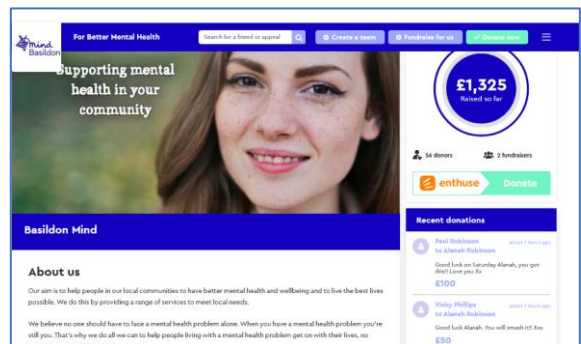 mind
Basildon
For Better Mental Health
Search for a friend or appeal
Create a team
Fundraise for us
Donate now
Supporting mental
health in your
community
£1,325
Raised so far
56 donors
2 fundraisers
enthuse
Donate
Basildon Mind
Recent donations
Paul Robinson
about 1 hour ago
to Alanah Robinson
Good luck on Saturday Alanah, you got
this!! Love you Xx
£100
Vicky Phillips
about 1 hour ago
to Alanah Robinson
Good luck Alanah. You will smash it!! Xxx
£50
About us
Our aim is to help people in our local communities to have better mental health and wellbeing and to live the best lives
possible. We do this by providing a range of services to meet local needs.
We believe no one should have to face a mental health problem alone. When you have a mental health problem you're
still you. That's why we do all we can to help people living with a mental health problem get on with their lives, no